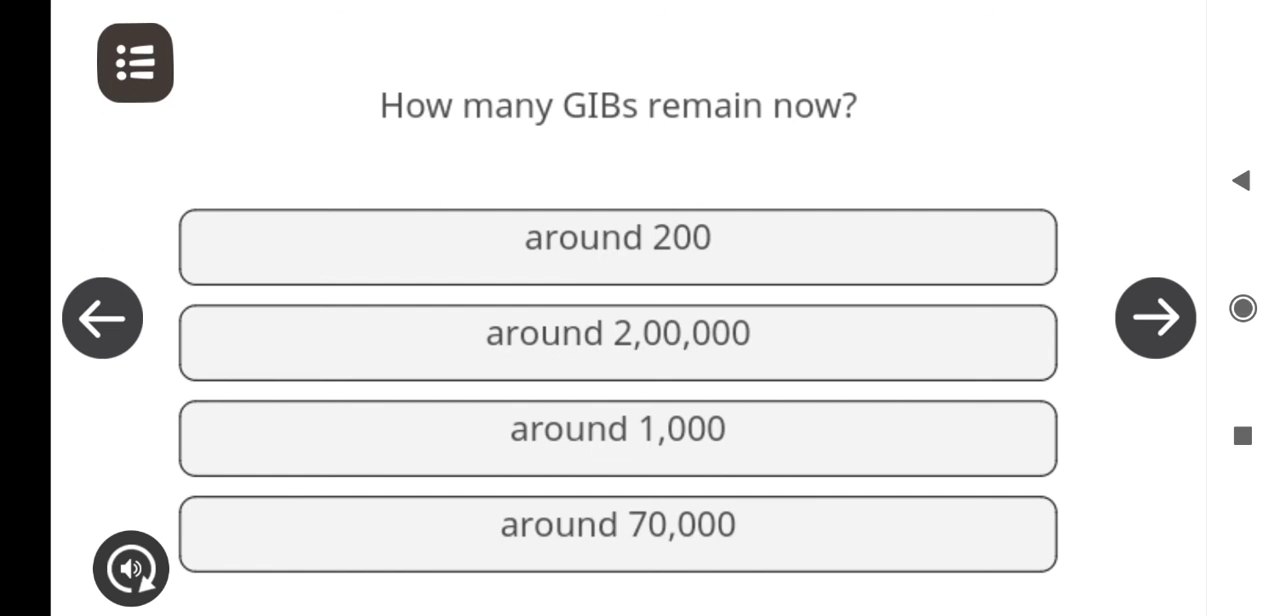 How many GIBs remain now?
around 200
around 2,00,000
around 1,000
around 70,000